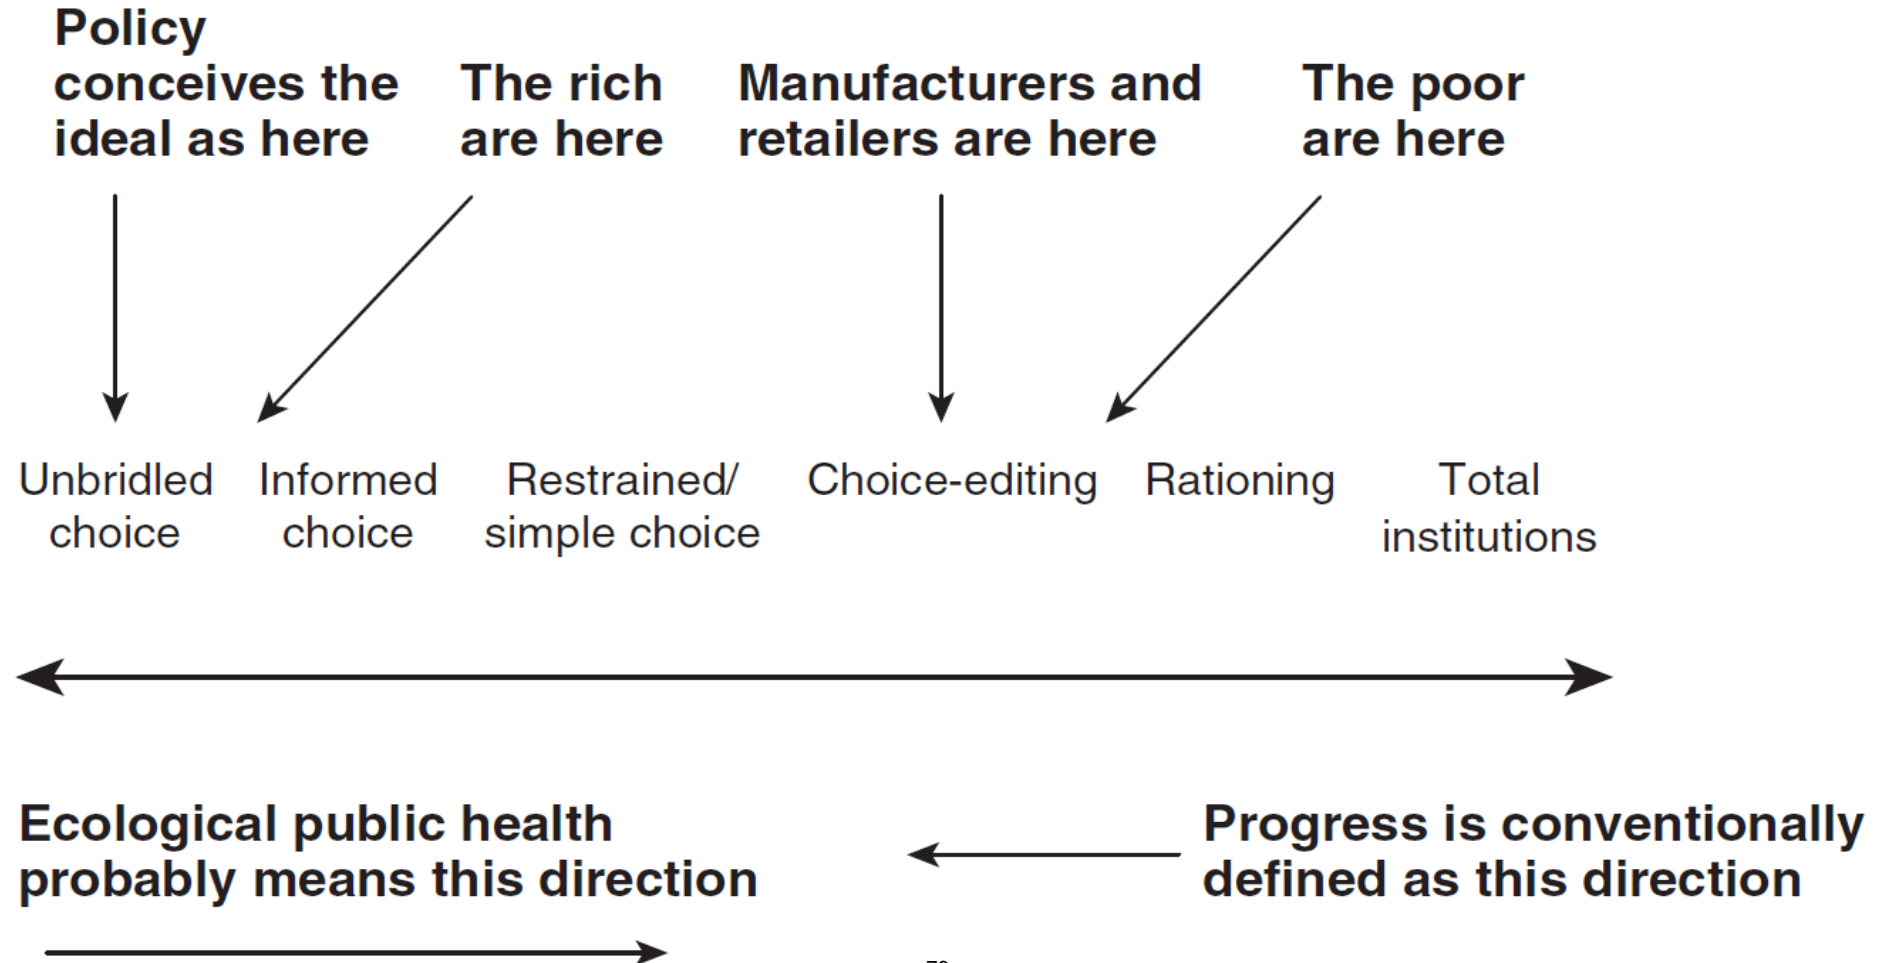 Policy
conceives the
ideal as here
The rich
are here
Manufacturers and
retailers are here
The poor
are here
Unbridled
choice
Informed
choice
Restrained/
simple choice
Choice-editing
Rationing
Total
institutions
Ecological public health
probably means this direction
Progress is conventionally
defined as this direction